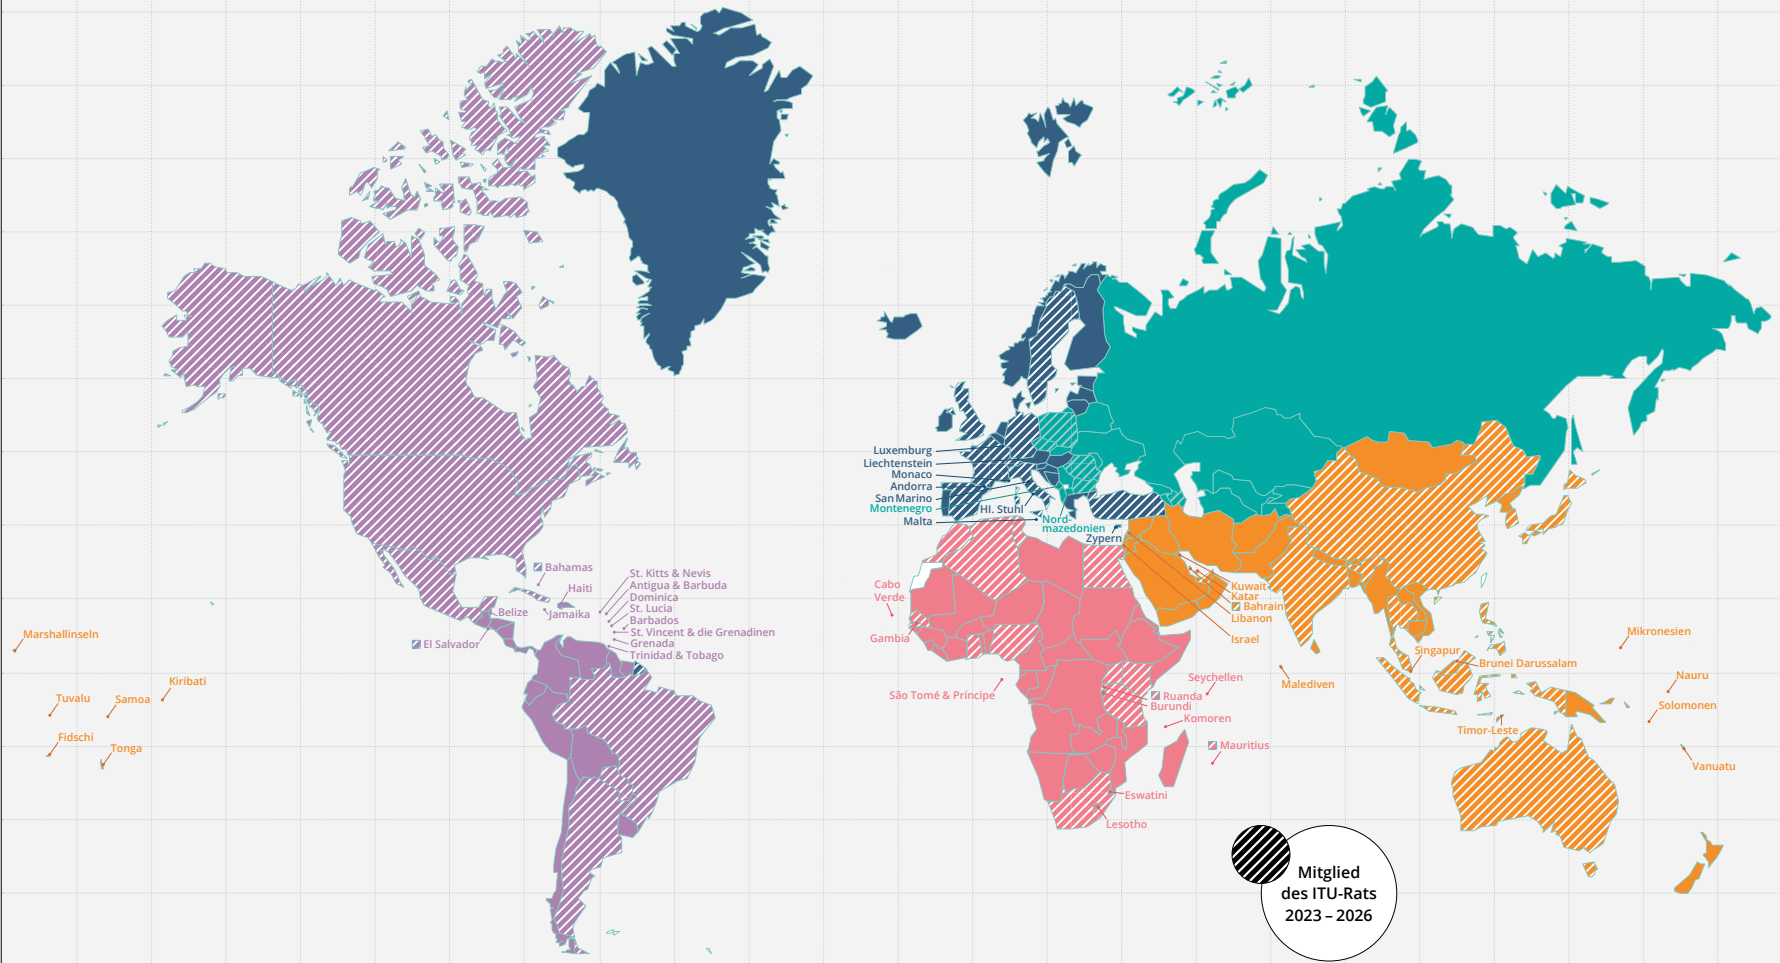 Luxemburg
Liechtenstein
Monaco
Andorra
San Marino
Montenegro
Malta
Hl. Stuhl
Nord-
mazedonien
Zypern
Bahamas
Haiti
Jamaika
Belize
El Salvador
St. Kitts & Nevis
Antigua & Barbuda
Dominica
St. Lucia
Barbados
St. Vincent & die Grenadinen
Grenada
Trinidad & Tobago
Marshallinseln
Kiribati
Tuvalu
Samoa
Fidschi
Tonga
Cabo
Verde
Gambia
São Tomé & Príncipe
Kuwait
Katar
Bahrain
Libanon
Israel
Seychellen
Ruanda
Burundi
Komoren
Mauritius
Eswatini
Lesotho
Malediven
Singapur
Brunei Darussalam
Timor-Leste
Mikronesien
Nauru
Solomonen
Vanuatu
Mitglied
des ITU-Rats
2023 – 2026